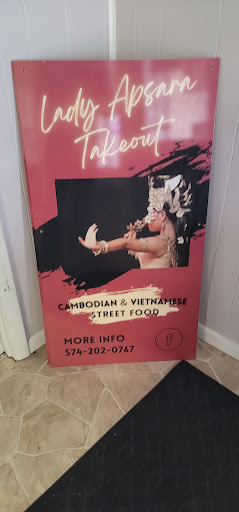 Lady Apsara
Takeout
CAMBODIAN & VIETNAMESE
STREET FOOD
MORE INFO
574-202-0767
f